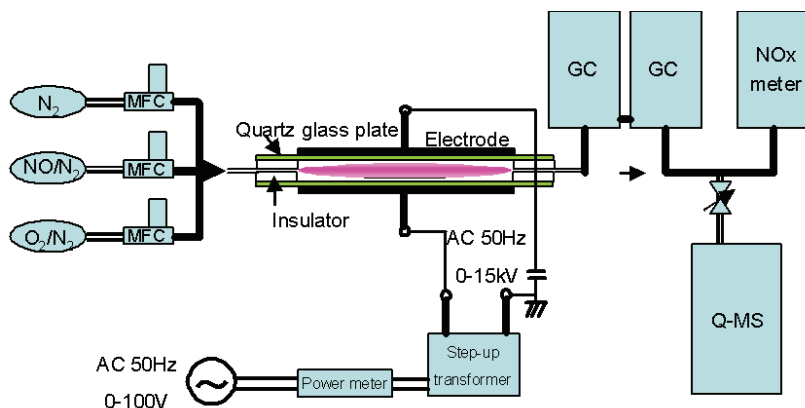 N2
MFC
NO/N2
MFC
O2/N2
MFC
Quartz glass plate
Electrode
Insulator
GC
GC
NOx
meter
AC 50Hz
0-15kV
Q-MS
Step-up
transformer
AC 50Hz
0-100V
Power meter